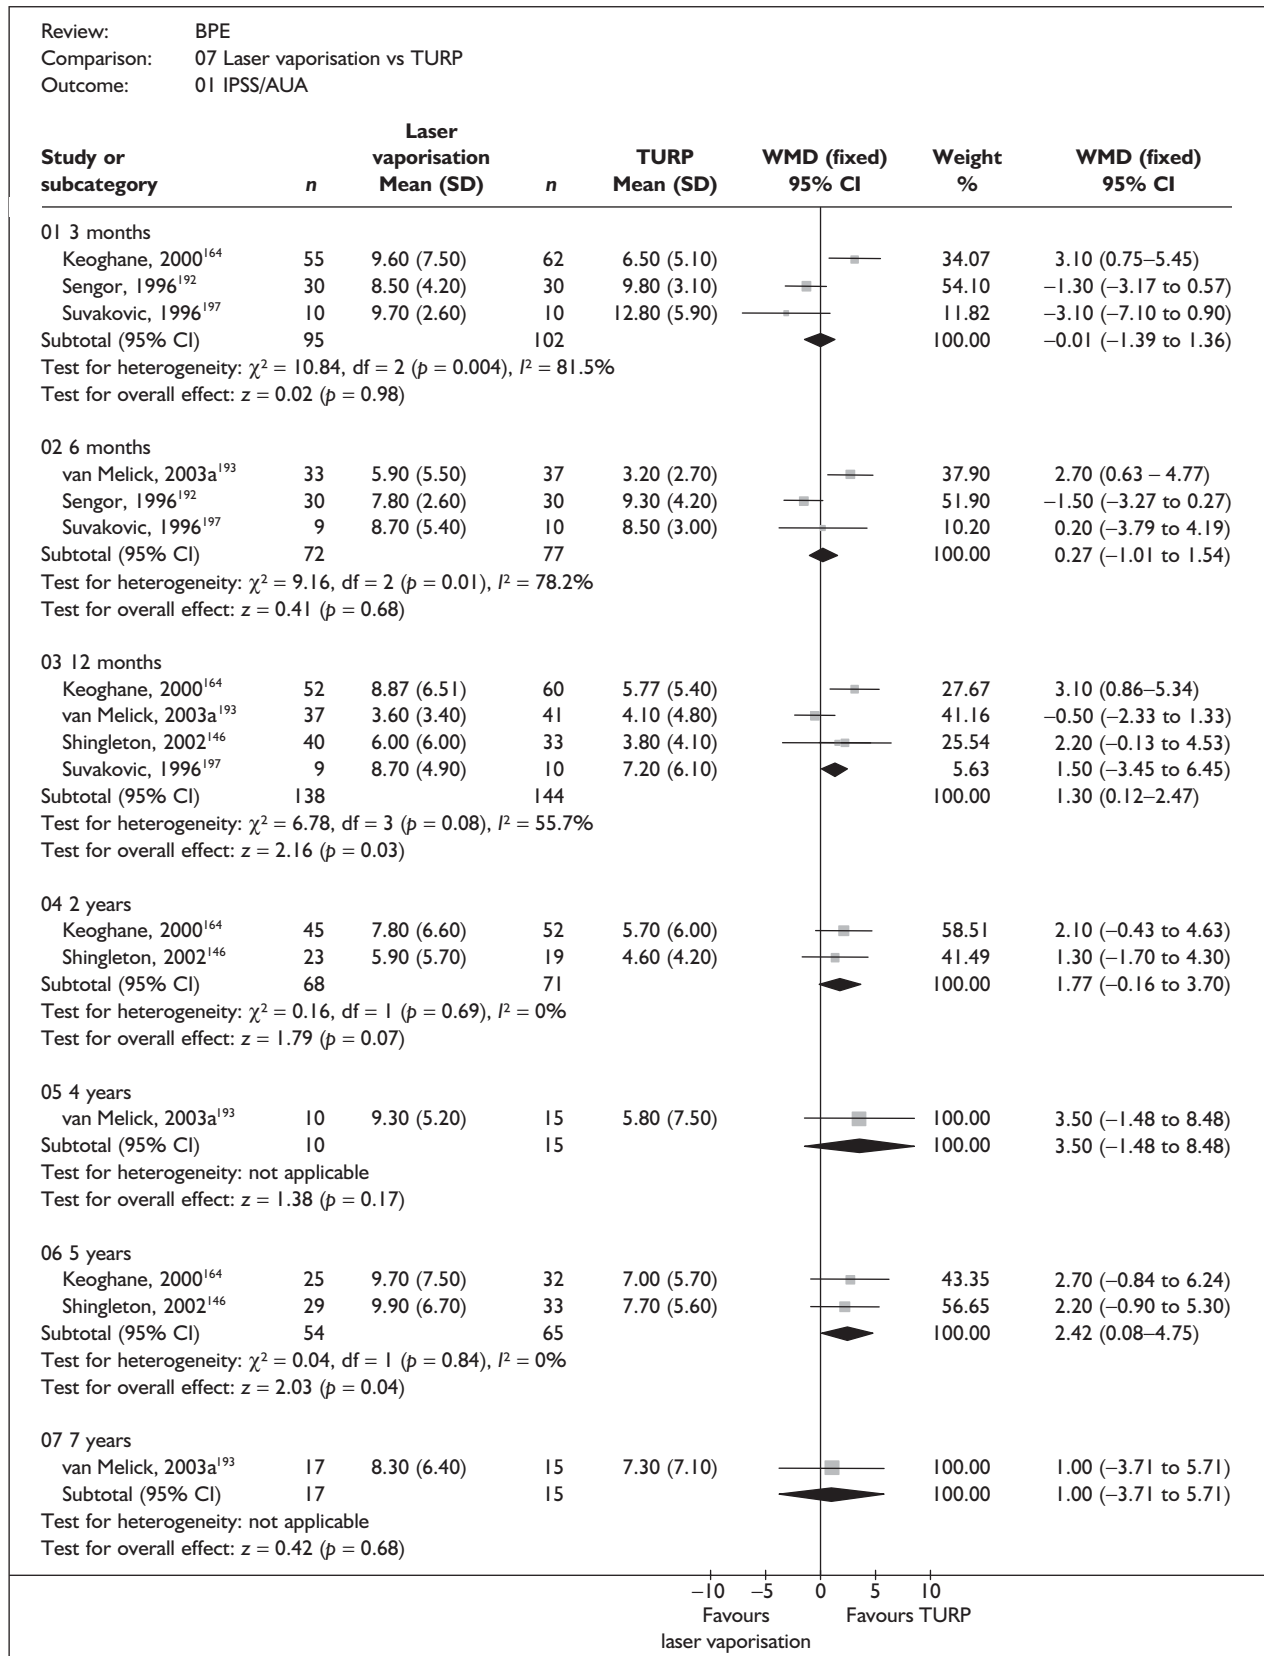 Review: BPE
Comparison: 07 Laser vaporisation vs TURP
Outcome: 01 IPSS/AUA
Laser
Study or vaporisation TURP WMD (fixed) Weight WMD (fixed)
subcategory n Mean (SD) n Mean (SD) 95% CI % 95% CI
01 3 months
Keoghane, 2000¹⁶⁴ 55 9.60 (7.50) 62 6.50 (5.10) 34.07 3.10 (0.75–5.45)
Sengor, 1996¹⁹² 30 8.50 (4.20) 30 9.80 (3.10) 54.10 −1.30 (−3.17 to 0.57)
Suvakovic, 1996¹⁹⁷ 10 9.70 (2.60) 10 12.80 (5.90) 11.82 −3.10 (−7.10 to 0.90)
Subtotal (95% CI) 95 102 100.00 −0.01 (−1.39 to 1.36)
Test for heterogeneity: χ² = 10.84, df = 2 (p = 0.004), I² = 81.5%
Test for overall effect: z = 0.02 (p = 0.98)
02 6 months
van Melick, 2003a¹⁹³ 33 5.90 (5.50) 37 3.20 (2.70) 37.90 2.70 (0.63 – 4.77)
Sengor, 1996¹⁹² 30 7.80 (2.60) 30 9.30 (4.20) 51.90 −1.50 (−3.27 to 0.27)
Suvakovic, 1996¹⁹⁷ 9 8.70 (5.40) 10 8.50 (3.00) 10.20 0.20 (−3.79 to 4.19)
Subtotal (95% CI) 72 77 100.00 0.27 (−1.01 to 1.54)
Test for heterogeneity: χ² = 9.16, df = 2 (p = 0.01), I² = 78.2%
Test for overall effect: z = 0.41 (p = 0.68)
03 12 months
Keoghane, 2000¹⁶⁴ 52 8.87 (6.51) 60 5.77 (5.40) 27.67 3.10 (0.86–5.34)
van Melick, 2003a¹⁹³ 37 3.60 (3.40) 41 4.10 (4.80) 41.16 −0.50 (−2.33 to 1.33)
Shingleton, 2002¹⁴⁶ 40 6.00 (6.00) 33 3.80 (4.10) 25.54 2.20 (−0.13 to 4.53)
Suvakovic, 1996¹⁹⁷ 9 8.70 (4.90) 10 7.20 (6.10) 5.63 1.50 (−3.45 to 6.45)
Subtotal (95% CI) 138 144 100.00 1.30 (0.12–2.47)
Test for heterogeneity: χ² = 6.78, df = 3 (p = 0.08), I² = 55.7%
Test for overall effect: z = 2.16 (p = 0.03)
04 2 years
Keoghane, 2000¹⁶⁴ 45 7.80 (6.60) 52 5.70 (6.00) 58.51 2.10 (−0.43 to 4.63)
Shingleton, 2002¹⁴⁶ 23 5.90 (5.70) 19 4.60 (4.20) 41.49 1.30 (−1.70 to 4.30)
Subtotal (95% CI) 68 71 100.00 1.77 (−0.16 to 3.70)
Test for heterogeneity: χ² = 0.16, df = 1 (p = 0.69), I² = 0%
Test for overall effect: z = 1.79 (p = 0.07)
05 4 years
van Melick, 2003a¹⁹³ 10 9.30 (5.20) 15 5.80 (7.50) 100.00 3.50 (−1.48 to 8.48)
Subtotal (95% CI) 10 15 100.00 3.50 (−1.48 to 8.48)
Test for heterogeneity: not applicable
Test for overall effect: z = 1.38 (p = 0.17)
06 5 years
Keoghane, 2000¹⁶⁴ 25 9.70 (7.50) 32 7.00 (5.70) 43.35 2.70 (−0.84 to 6.24)
Shingleton, 2002¹⁴⁶ 29 9.90 (6.70) 33 7.70 (5.60) 56.65 2.20 (−0.90 to 5.30)
Subtotal (95% CI) 54 65 100.00 2.42 (0.08–4.75)
Test for heterogeneity: χ² = 0.04, df = 1 (p = 0.84), I² = 0%
Test for overall effect: z = 2.03 (p = 0.04)
07 7 years
van Melick, 2003a¹⁹³ 17 8.30 (6.40) 15 7.30 (7.10) 100.00 1.00 (−3.71 to 5.71)
Subtotal (95% CI) 17 15 100.00 1.00 (−3.71 to 5.71)
Test for heterogeneity: not applicable
Test for overall effect: z = 0.42 (p = 0.68)
−10 −5 0 5 10
Favours Favours TURP
laser vaporisation